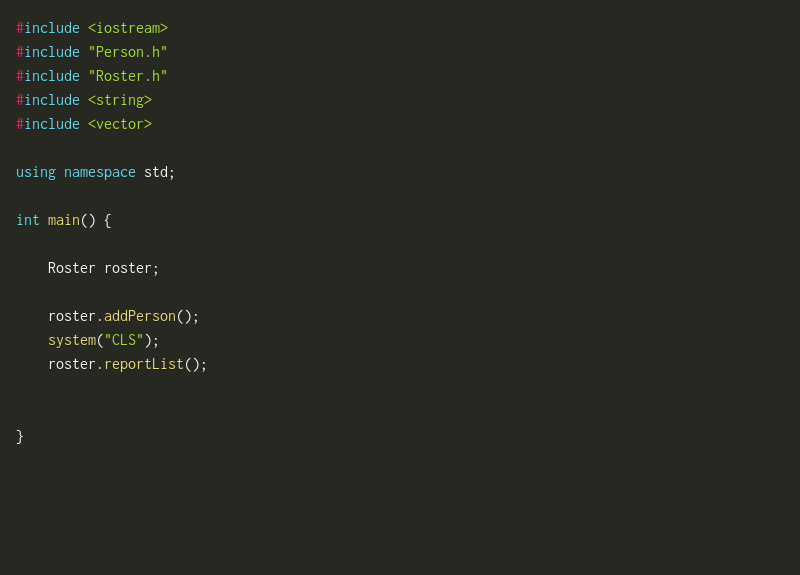 #include <iostream>
#include "Person.h"
#include "Roster.h"
#include <string>
#include <vector>
using namespace std;
int main() {
    Roster roster;
    roster.addPerson();
    system("CLS");
    roster.reportList();
}